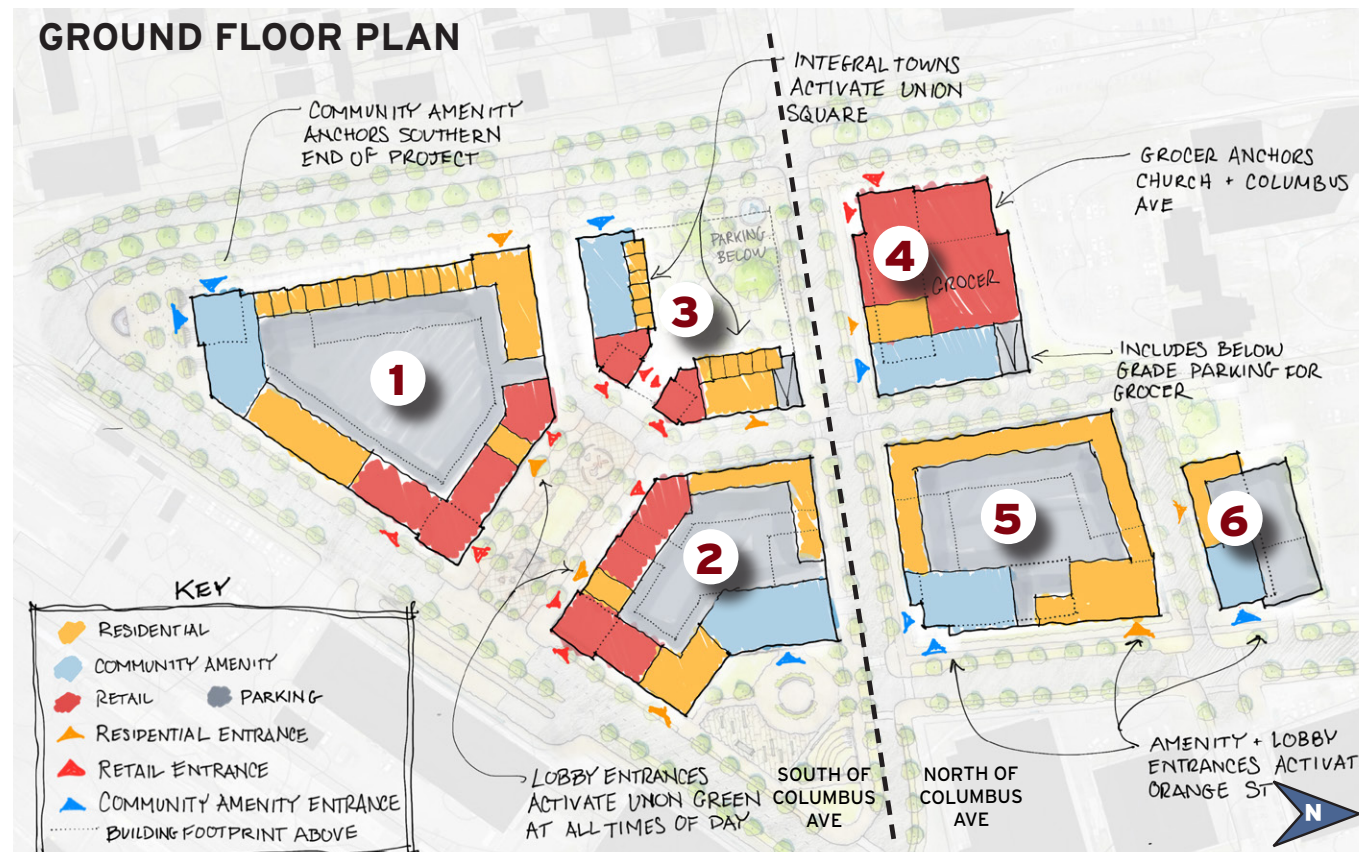 GROUND FLOOR PLAN
COMMUNITY AMENITY
ANCHORS SOUTHERN
END OF PROJECT
INTEGRAL TOWNS
ACTIVATE UNION
SQUARE
GROCER ANCHORS
CHURCH + COLUMBUS
AVE
PARKING
BELOW
GROCER
1
2
3
4
5
6
INCLUDES BELOW
GRADE PARKING FOR
GROCER
KEY
RESIDENTIAL
COMMUNITY AMENITY
RETAIL
PARKING
RESIDENTIAL ENTRANCE
RETAIL ENTRANCE
COMMUNITY AMENITY ENTRANCE
BUILDING FOOTPRINT ABOVE
LOBBY ENTRANCES
ACTIVATE UNION GREEN
AT ALL TIMES OF DAY
SOUTH OF
COLUMBUS
AVE
NORTH OF
COLUMBUS
AVE
AMENITY + LOBBY
ENTRANCES ACTIVAT
ORANGE ST
N